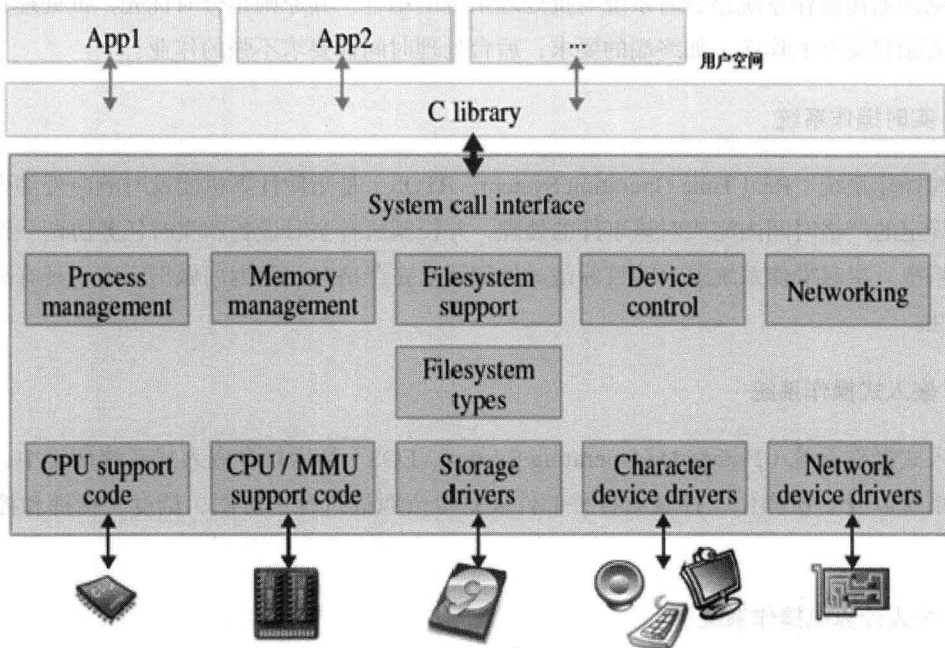 App1
App2
...
用户空间
C library
System call interface
Process
management
Memory
management
Filesystem
support
Device
control
Networking
Filesystem
types
CPU support
code
CPU / MMU
support code
Storage
drivers
Character
device drivers
Network
device drivers